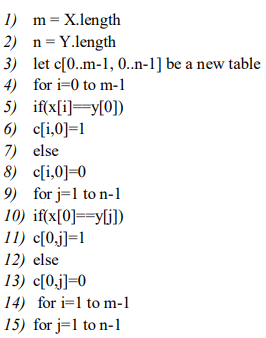 1) m = X.length
2) n = Y.length
3) let c[0..m-1, 0..n-1] be a new table
4) for i=0 to m-1
5) if(x[i]==y[0])
6) c[i,0]=1
7) else
8) c[i,0]=0
9) for j=1 to n-1
10) if(x[0]==y[j])
11) c[0,j]=1
12) else
13) c[0,j]=0
14) for i=1 to m-1
15) for j=1 to n-1